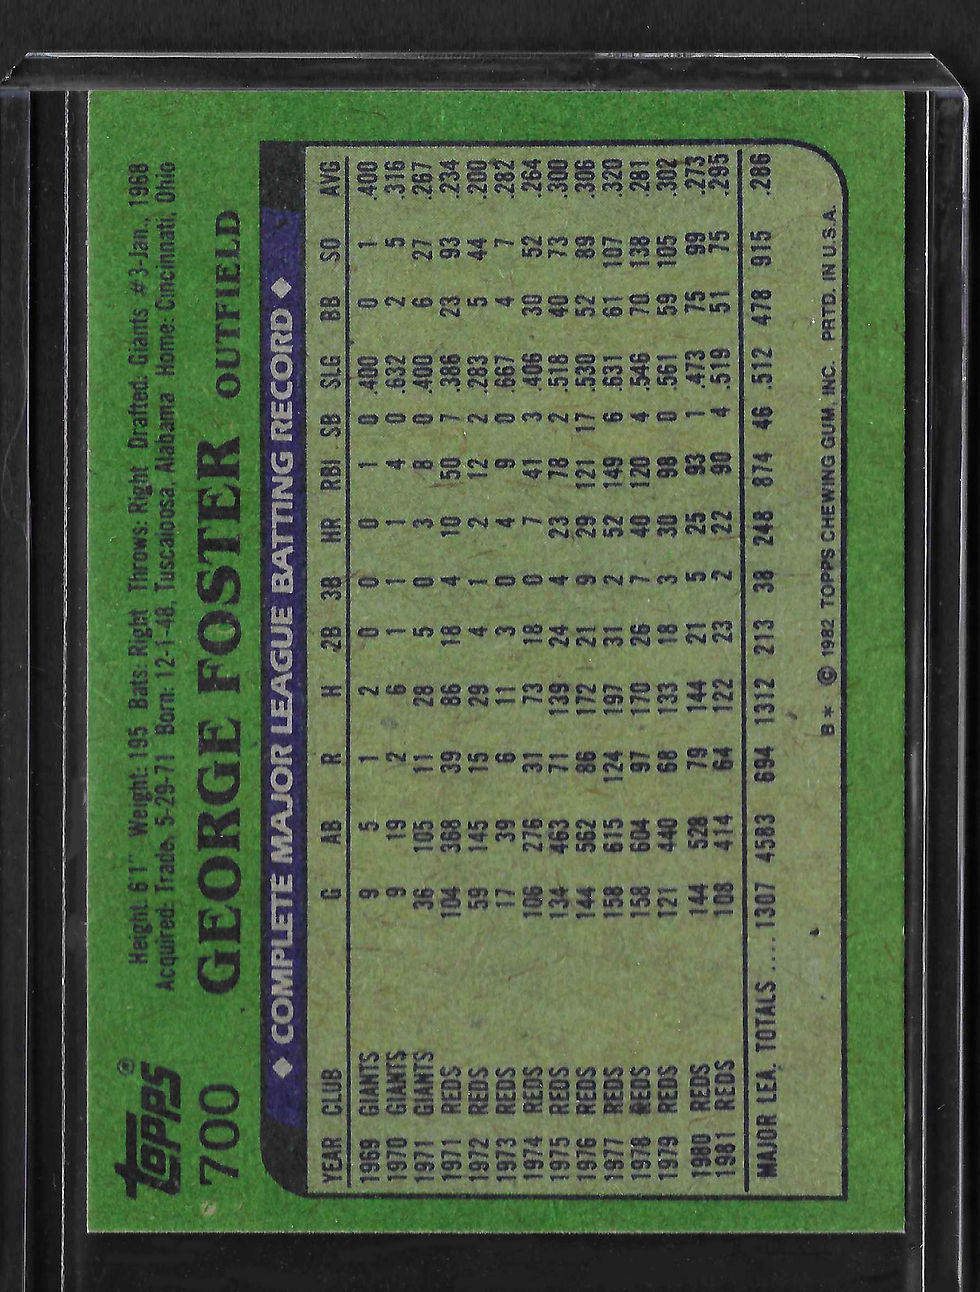 Topps®
700
Height: 6'1" Weight: 195 Bats: Right Throws: Right Drafted: Giants #3-Jan., 1968
Acquired: Trade, 5-29-71 Born: 12-1-48, Tuscaloosa, Alabama Home: Cincinnati, Ohio
GEORGE FOSTER OUTFIELD
◆ COMPLETE MAJOR LEAGUE BATTING RECORD ◆
YEAR CLUB G AB R H 2B 3B HR RBI SB SLG BB SO AVG
1969 GIANTS 9 5 1 2 0 0 0 1 0 .400 0 1 .400
1970 GIANTS 9 19 2 6 1 1 1 4 0 .632 2 5 .316
1971 GIANTS 36 105 11 28 5 0 3 8 0 .400 6 27 .267
1971 REDS 104 368 39 86 18 4 10 50 7 .386 23 93 .234
1972 REDS 59 145 15 29 4 1 2 12 2 .283 5 44 .200
1973 REDS 17 39 6 11 3 0 4 9 0 .667 4 7 .282
1974 REDS 106 276 31 73 18 0 7 41 3 .406 30 52 .264
1975 REDS 134 463 71 139 24 4 23 78 2 .518 40 73 .300
1976 REDS 144 562 86 172 21 9 29 121 17 .530 52 89 .306
1977 REDS 158 615 124 197 31 2 52 149 6 .631 61 107 .320
1978 REDS 158 604 97 170 26 7 40 120 4 .546 70 138 .281
1979 REDS 121 440 68 133 18 3 30 98 0 .561 59 105 .302
1980 REDS 144 528 79 144 21 5 25 93 1 .473 75 99 .273
1981 REDS 108 414 64 122 23 2 22 90 4 .519 51 75 .295
MAJOR LEA. TOTALS .... 1307 4583 694 1312 213 38 248 874 46 .512 478 915 .286
B* © 1982 TOPPS CHEWING GUM, INC. PRTD. IN U.S.A.